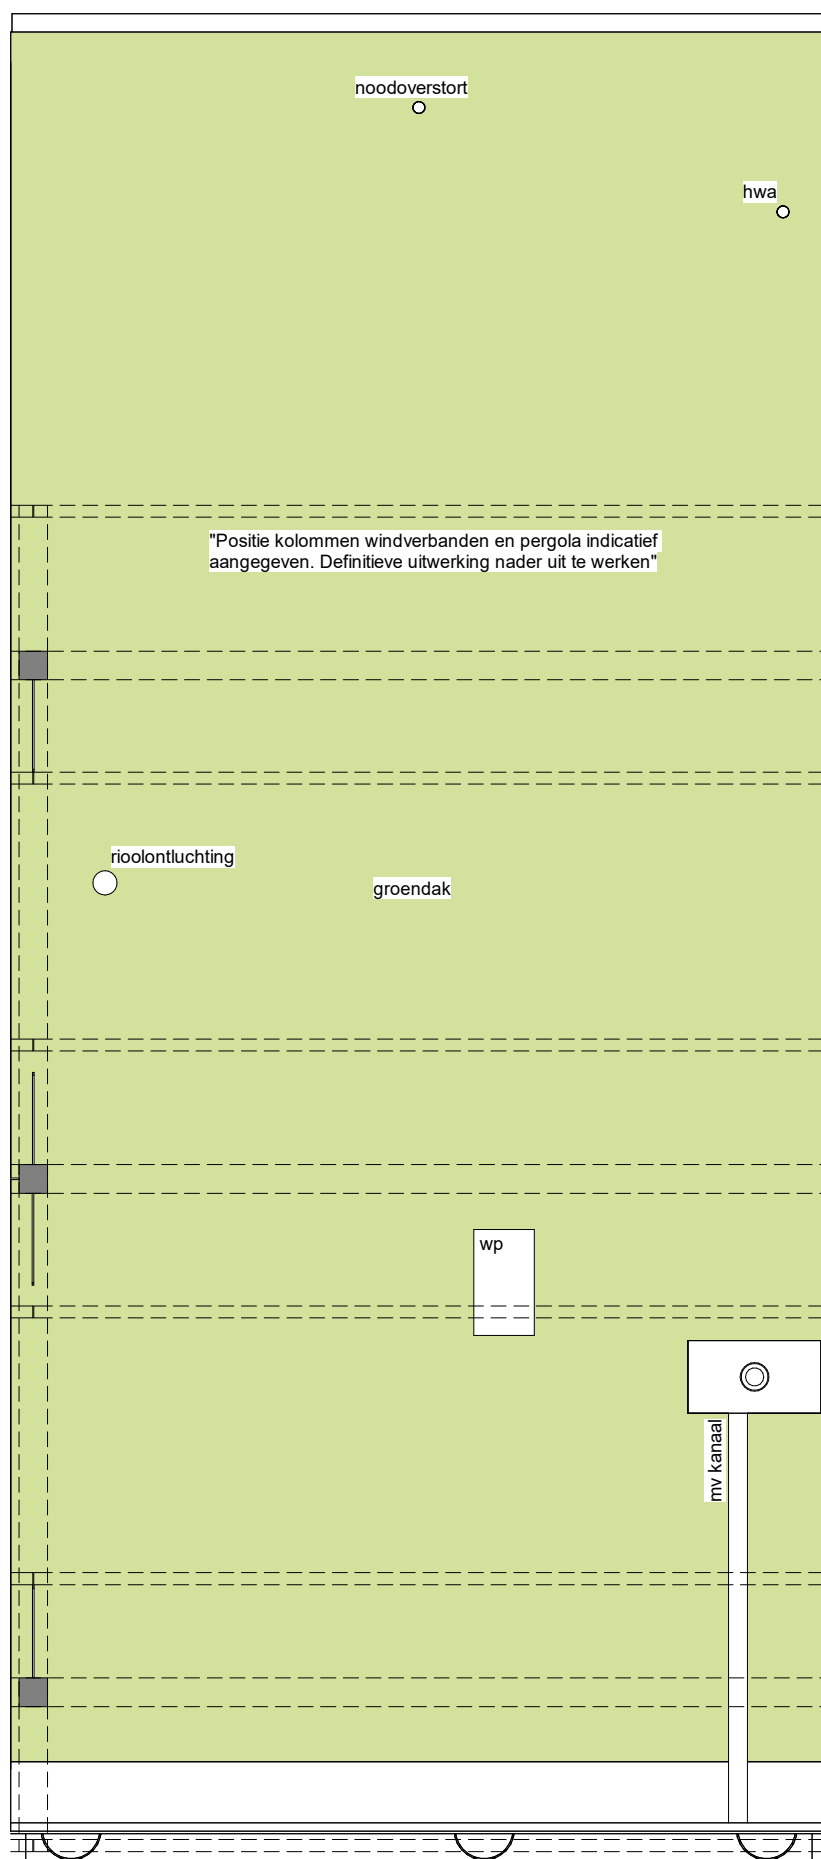 noodoverstort
hwa
"Positie kolommen windverbanden en pergola indicatief
aangegeven. Definitieve uitwerking nader uit te werken"
rioolontluchting
groendak
wp
mv kanaal